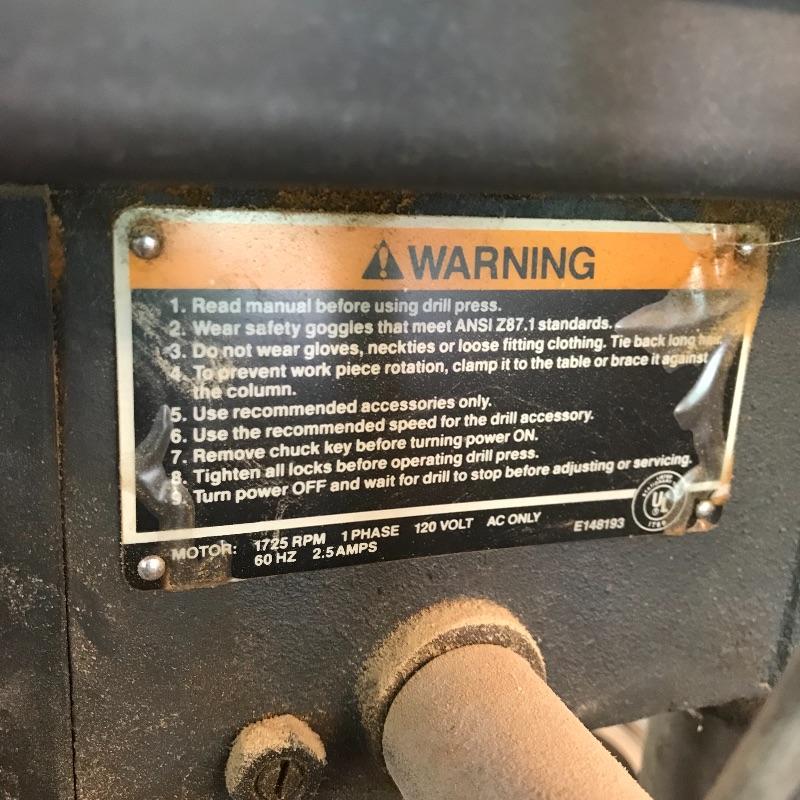 WARNING
1. Read manual before using drill press.
2. Wear safety goggles that meet ANSI Z87.1 standards.
3. Do not wear gloves, neckties or loose fitting clothing. Tie back long
4. To prevent work piece rotation, clamp it to the table or brace it against
the column.
5. Use recommended accessories only.
6. Use the recommended speed for the drill accessory.
7. Remove chuck key before turning power ON.
8. Tighten all locks before operating drill press.
9. Turn power OFF and wait for drill to stop before adjusting or servicing.
MOTOR: 1725 RPM 1 PHASE 120 VOLT AC ONLY E148193
60 HZ 2.5 AMPS
UL